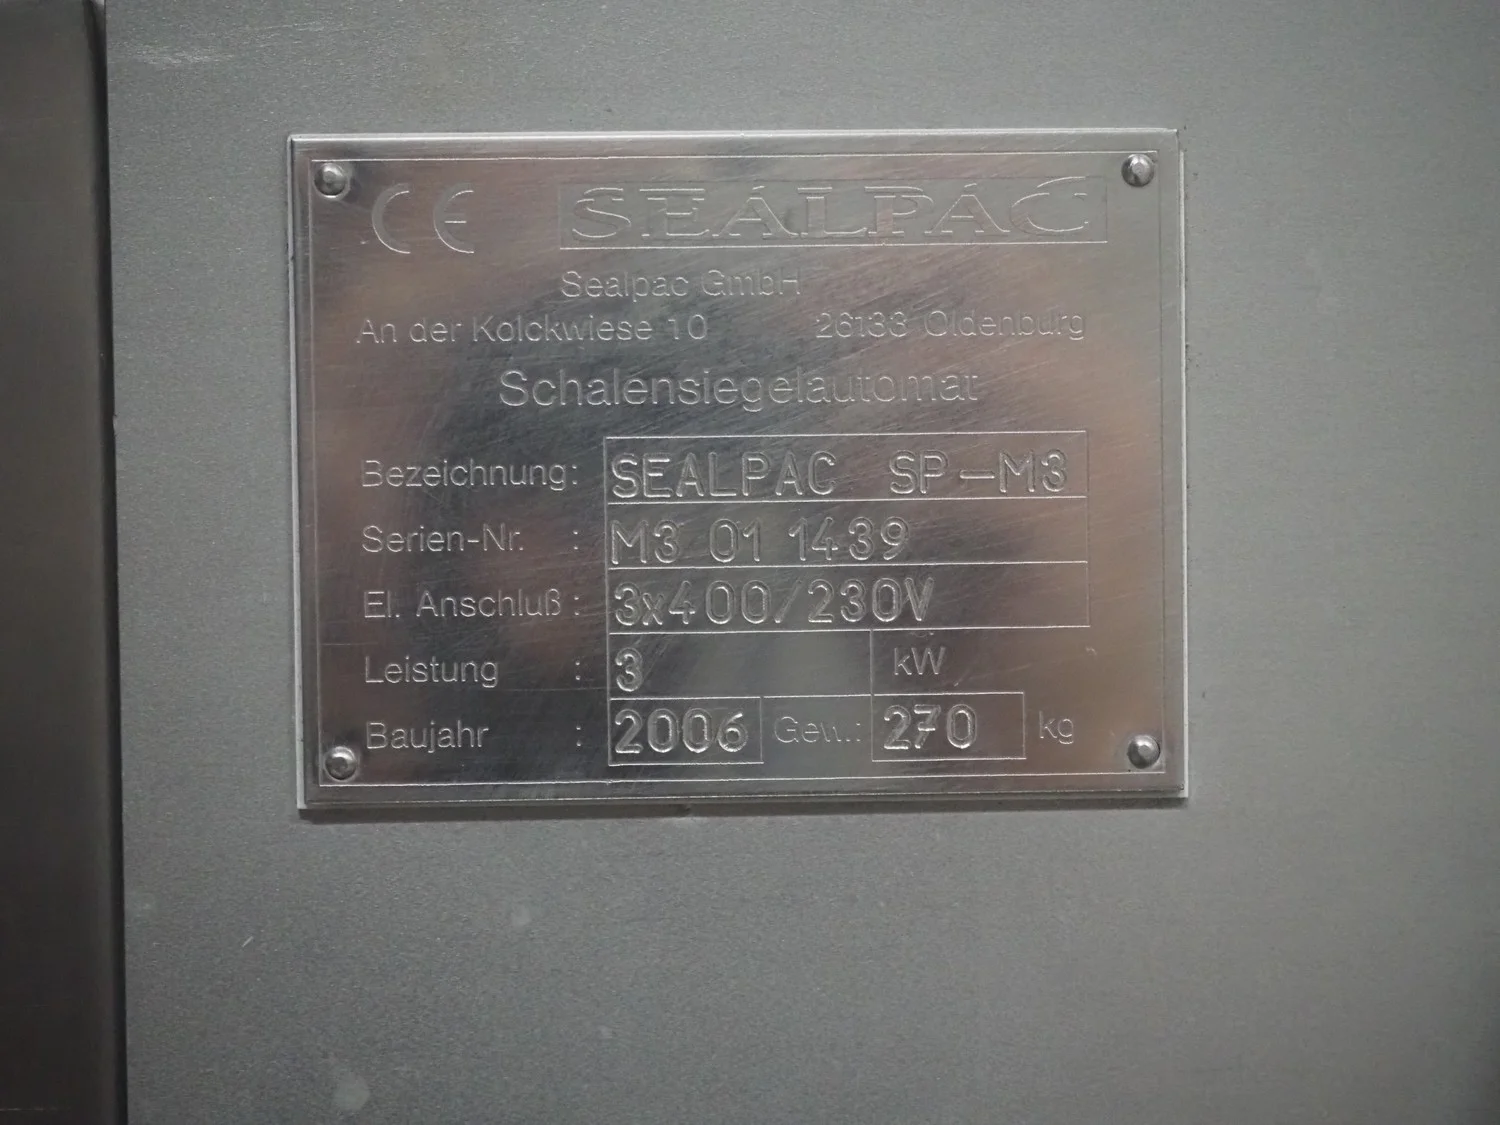 CE SEALPAC
Sealpac GmbH
An der Kolckwiese 10 26133 Oldenburg
Schalensiegelautomat
Bezeichnung: SEALPAC SP-M3
Serien-Nr. : M3 01 1439
El. Anschluß : 3x400/230V
Leistung : 3 kW
Baujahr : 2006 Gew.: 270 kg